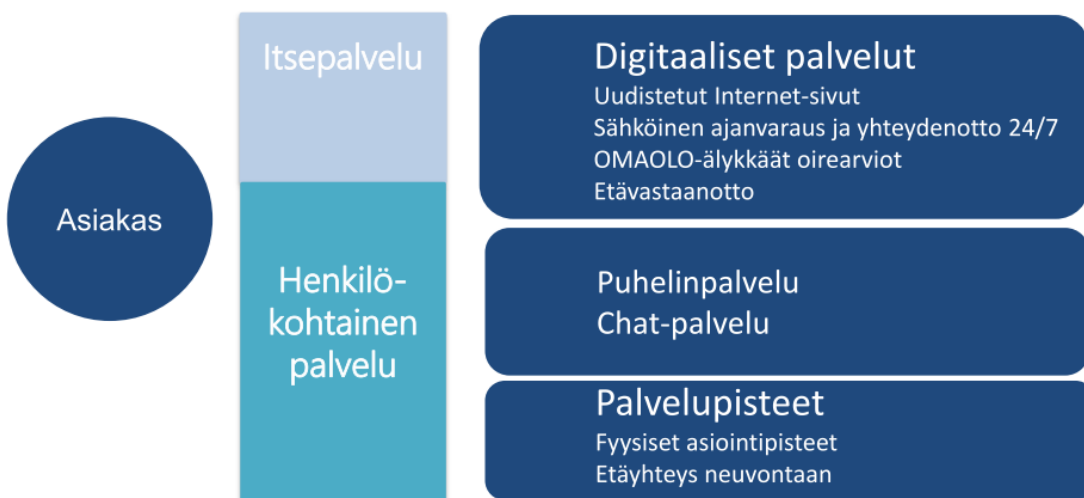 Asiakas
Itsepalvelu
Henkilö-
kohtainen
palvelu
Digitaaliset palvelut
Uudistetut Internet-sivut
Sähköinen ajanvaraus ja yhteydenotto 24/7
OMAOLO-älykkäät oirearviot
Etävastaanotto
Puhelinpalvelu
Chat-palvelu
Palvelupisteet
Fyysiset asiointipisteet
Etäyhteys neuvontaan